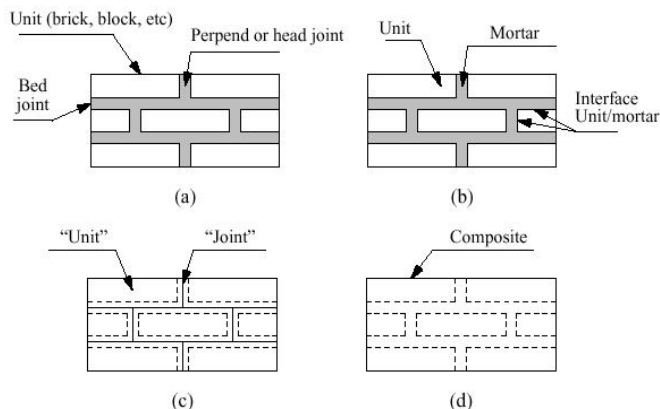 Unit (brick, block, etc)
Perpend or head joint
Bed
joint
(a)
Unit
Mortar
Interface
Unit/mortar
(b)
“Unit”
“Joint”
(c)
Composite
(d)